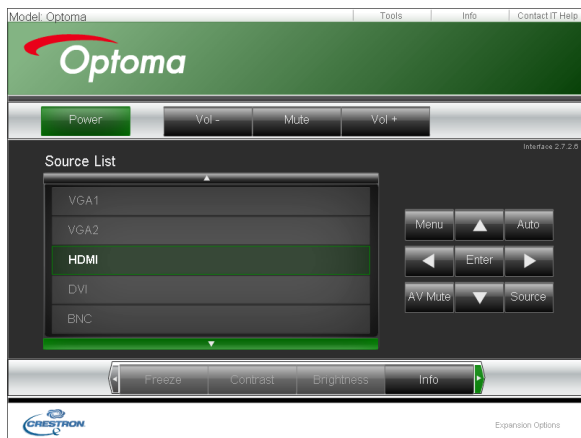 Model: Optoma Tools Info Contact IT Help
Optoma
Power Vol - Mute Vol +
Interface 2.7.2.6
Source List
VGA1
VGA2
HDMI
DVI
BNC
Menu Auto
Enter
AV Mute Source
Freeze Contrast Brightness Info
CRESTRON
Expansion Options